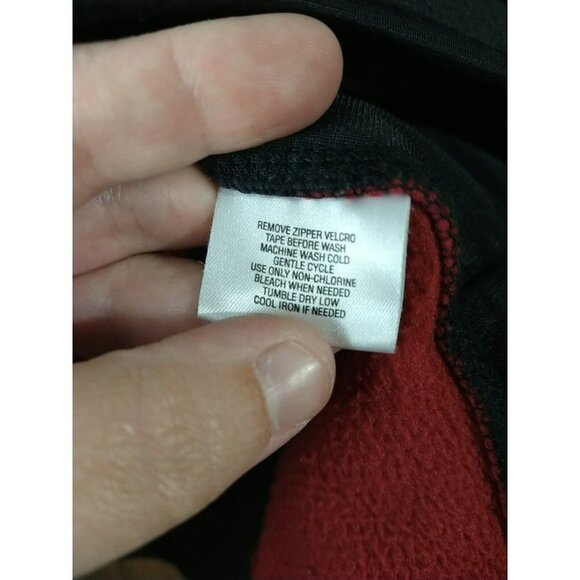 REMOVE ZIPPER VELCRO
TAPE BEFORE WASH
MACHINE WASH COLD
GENTLE CYCLE
USE ONLY NON-CHLORINE
BLEACH WHEN NEEDED
TUMBLE DRY LOW
COOL IRON IF NEEDED